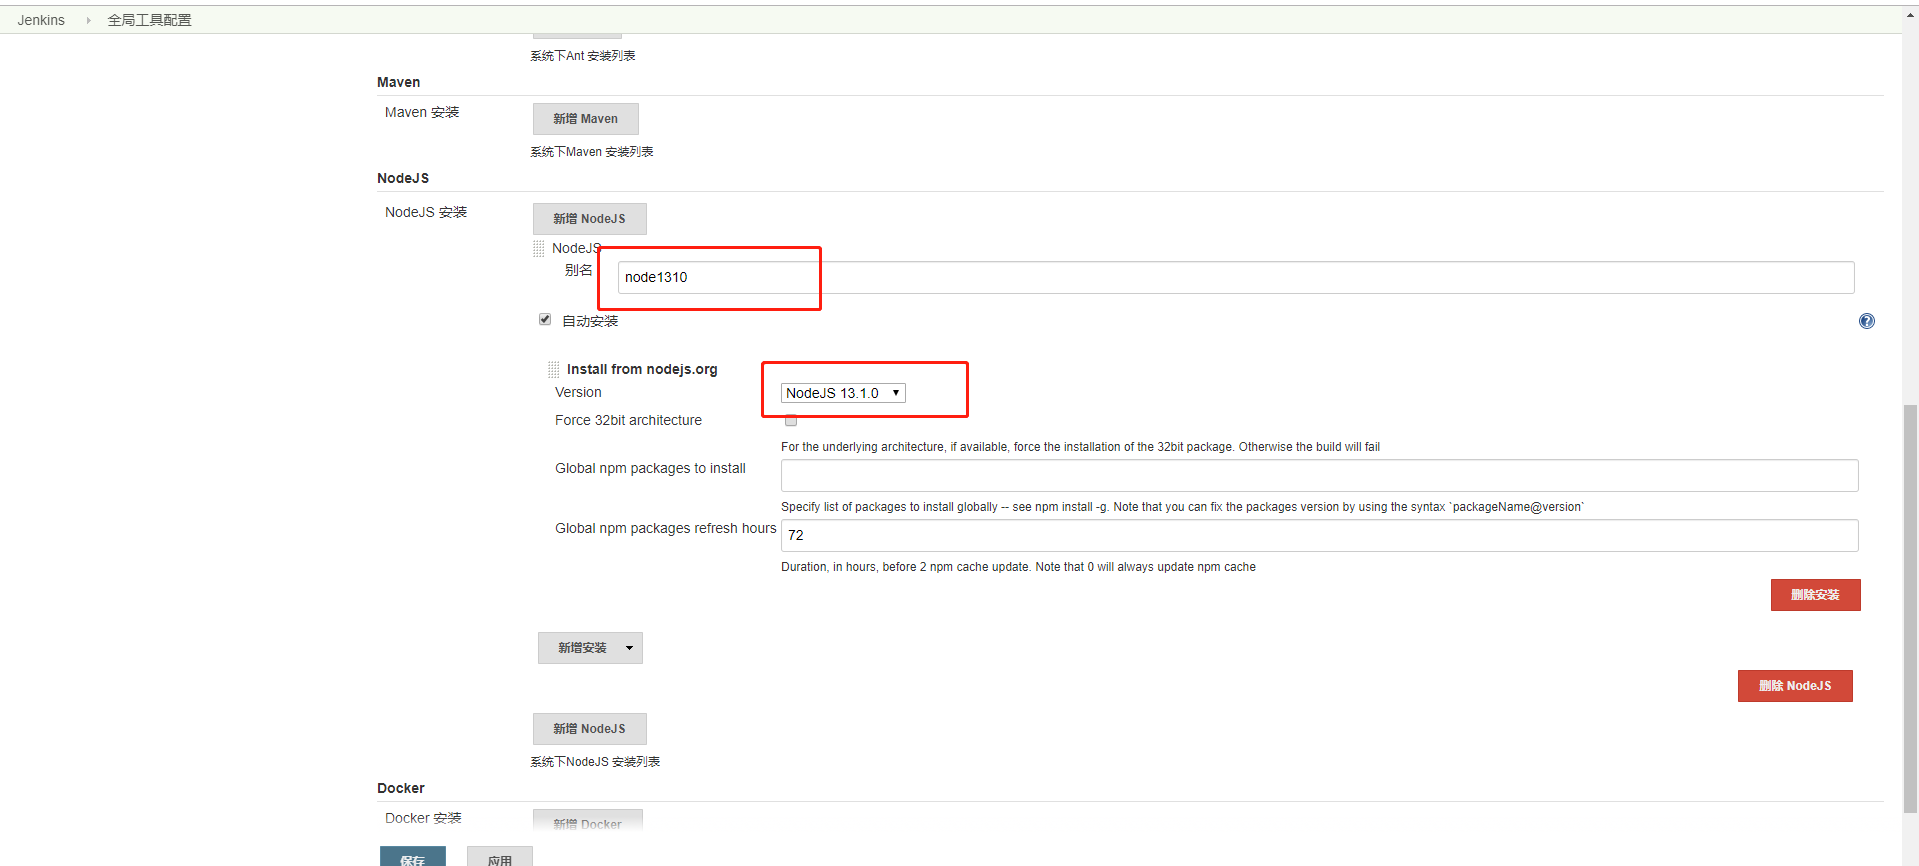 Jenkins 全局工具配置
系统下Ant 安装列表
Maven
Maven 安装
新增 Maven
系统下Maven 安装列表
NodeJS
NodeJS 安装
新增 NodeJS
NodeJS
别名
node1310
自动安装
Install from nodejs.org
Version
NodeJS 13.1.0
Force 32bit architecture
For the underlying architecture, if available, force the installation of the 32bit package. Otherwise the build will fail
Global npm packages to install
Specify list of packages to install globally -- see npm install -g. Note that you can fix the packages version by using the syntax `packageName@version`
Global npm packages refresh hours
72
Duration, in hours, before 2 npm cache update. Note that 0 will always update npm cache
删除安装
新增安装
删除 NodeJS
新增 NodeJS
系统下NodeJS 安装列表
Docker
Docker 安装
新增 Docker
保存
应用